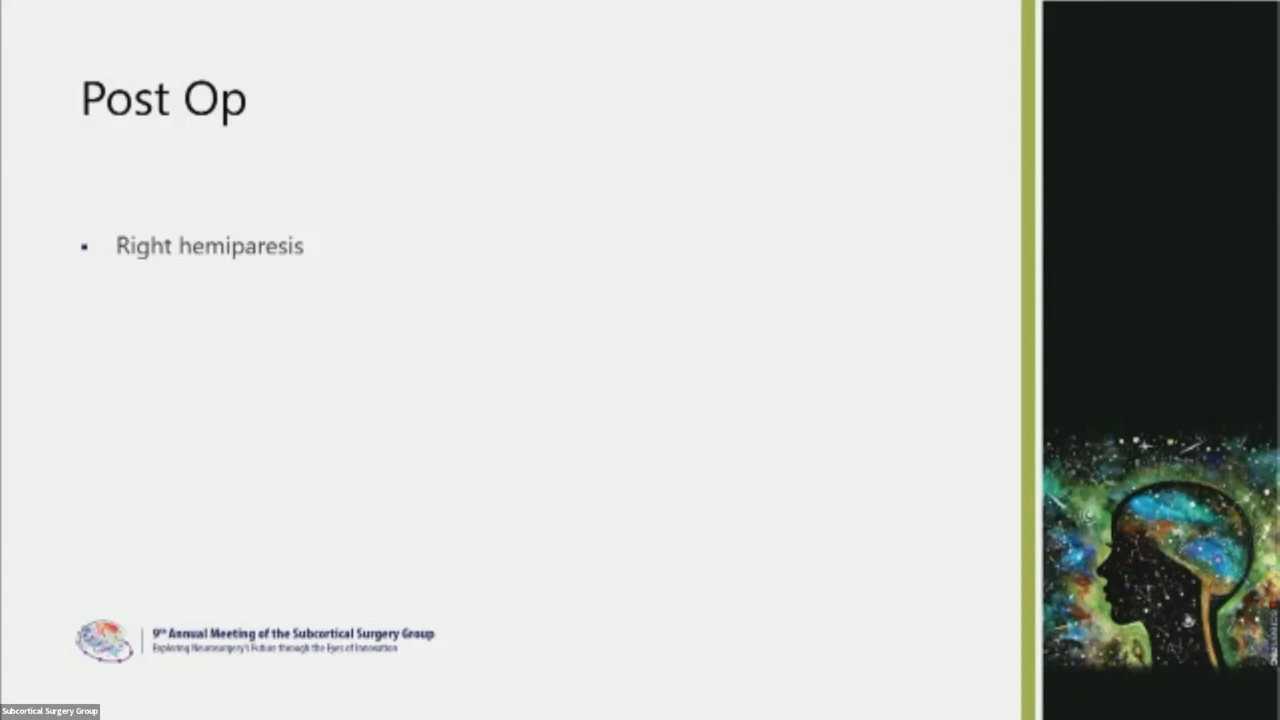 Post Op
▪ Right hemiparesis
9th Annual Meeting of the Subcortical Surgery Group
Exploring Neurosurgery's Future through the Eyes of Innovation
Subcortical Surgery Group